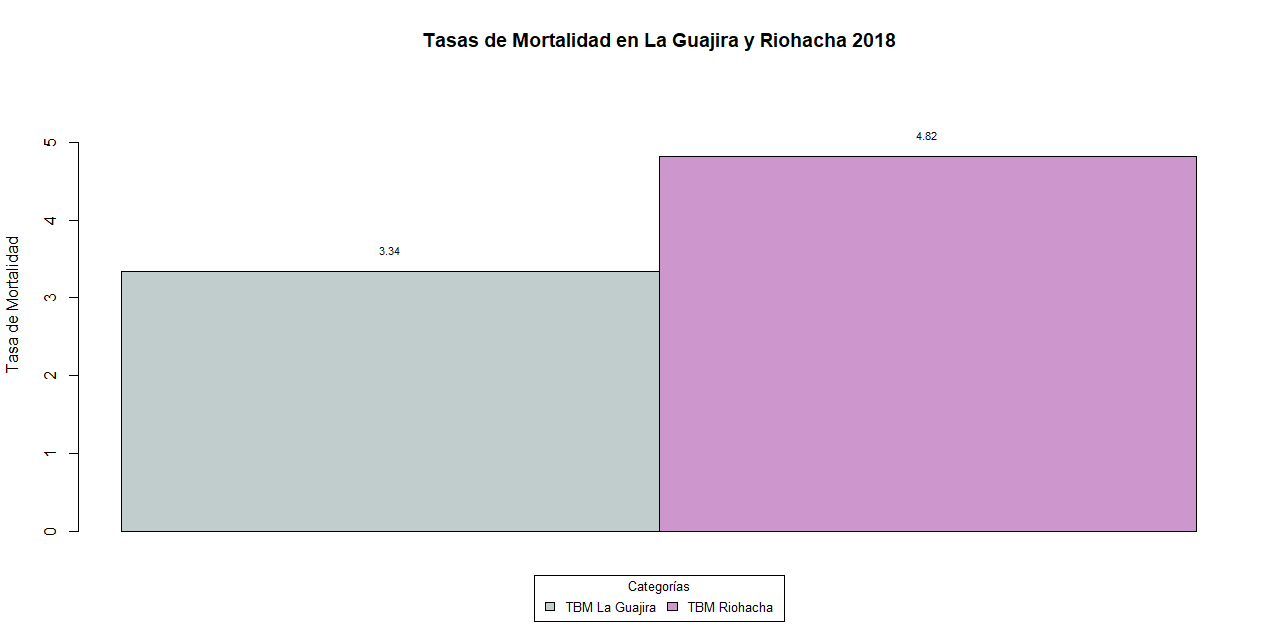 Tasas de Mortalidad en La Guajira y Riohacha 2018
Tasa de Mortalidad
5
4
3
2
1
0
3.34
4.82
Categorías
TBM La Guajira TBM Riohacha